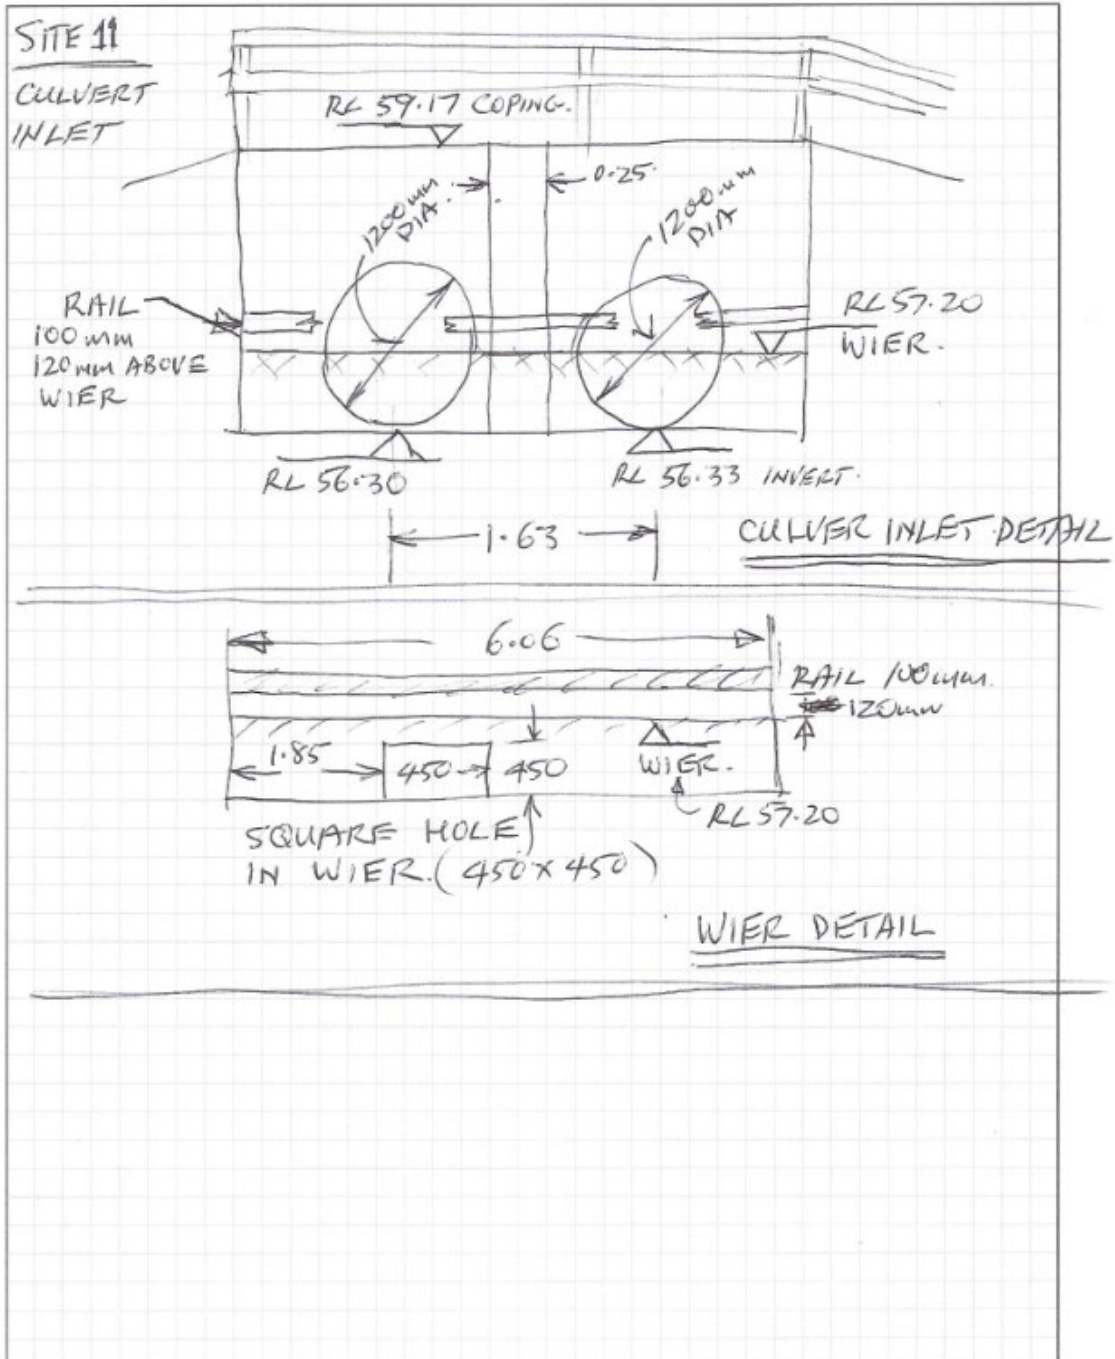 SITE 11
CULVERT
INLET
RL 59.17 COPING.
0.25
1200mm
DIA.
1200mm
DIA
RAIL
100mm
120mm ABOVE
WIER
RL 57.20
WIER.
RL 56.30
RL 56.33 INVERT.
1.63
CULVER INLET DETAIL
6.06
RAIL 100mm.
120mm
1.85
450
450
WIER.
RL 57.20
SQUARE HOLE
IN WIER. (450 x 450)
WIER DETAIL